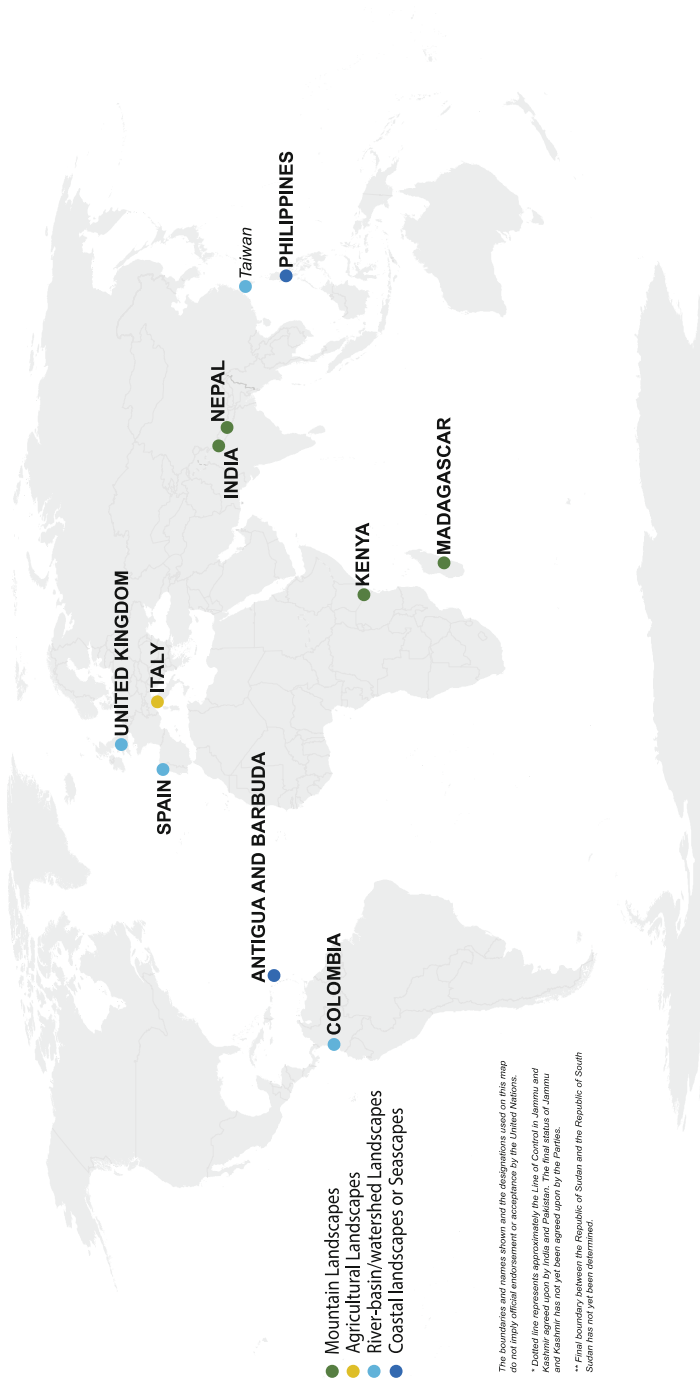 UNITED KINGDOM
ITALY
SPAIN
Taiwan
PHILIPPINES
NEPAL
INDIA
ANTIGUA AND BARBUDA
COLOMBIA
KENYA
MADAGASCAR
Mountain Landscapes
Agricultural Landscapes
River-basin/watershed Landscapes
Coastal landscapes or Seascapes
The boundaries and names shown and the designations used on this map
do not imply official endorsement or acceptance by the United Nations.
* Dotted line represents approximately the Line of Control in Jammu and
Kashmir agreed upon by India and Pakistan. The final status of Jammu
and Kashmir has not yet been agreed upon by the Parties.
** Final boundary between the Republic of Sudan and the Republic of South
Sudan has not yet been determined.